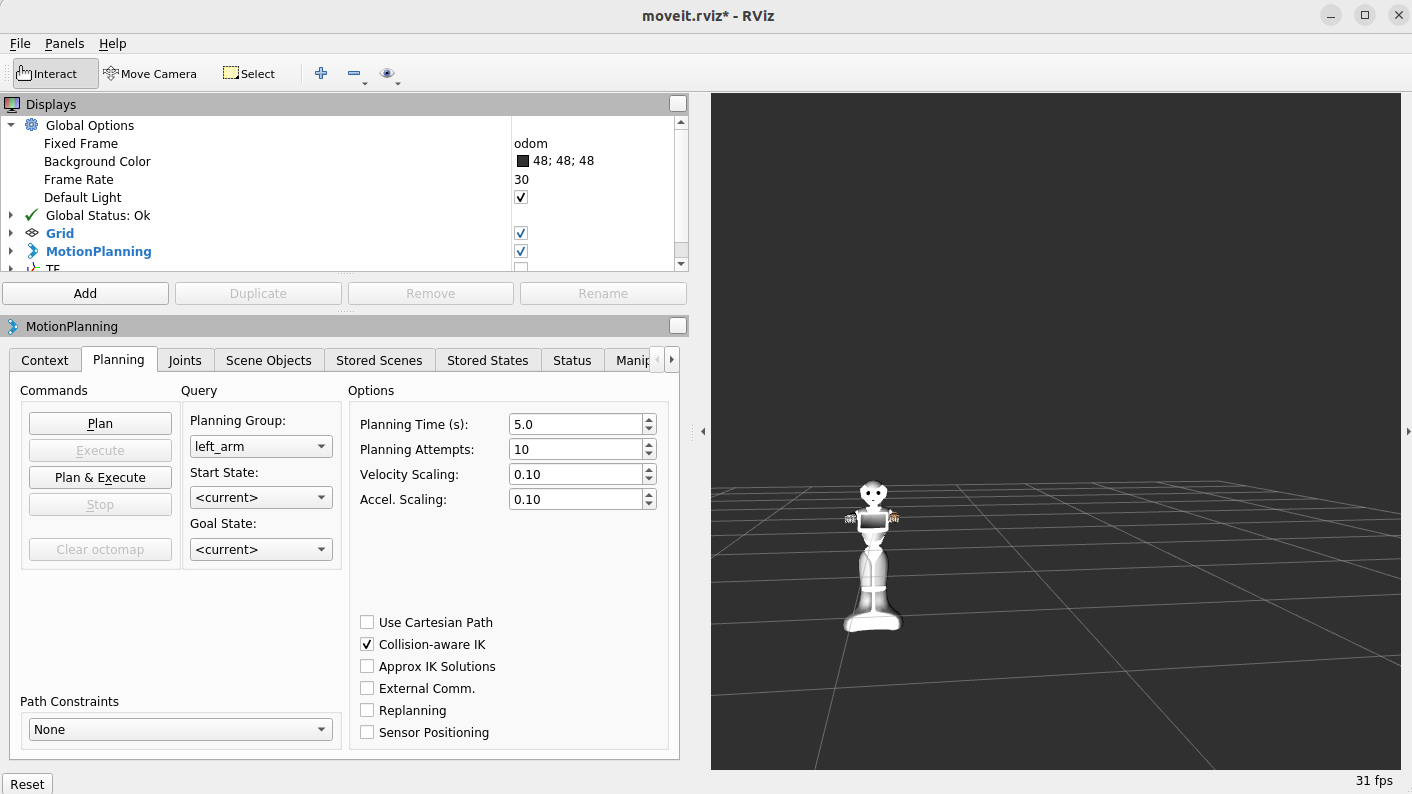 moveit.rviz* - RViz
File Panels Help
Interact Move Camera Select
Displays
Global Options
Fixed Frame odom
Background Color 48; 48; 48
Frame Rate 30
Default Light
Global Status: Ok
Grid
MotionPlanning
TF
Add Duplicate Remove Rename
MotionPlanning
Context Planning Joints Scene Objects Stored Scenes Stored States Status Manip
Commands Query Options
Plan
Execute
Plan & Execute
Stop
Clear octomap
Planning Group:
left_arm
Start State:
<current>
Goal State:
<current>
Planning Time (s): 5.0
Planning Attempts: 10
Velocity Scaling: 0.10
Accel. Scaling: 0.10
Use Cartesian Path
Collision-aware IK
Approx IK Solutions
External Comm.
Replanning
Sensor Positioning
Path Constraints
None
Reset
31 fps